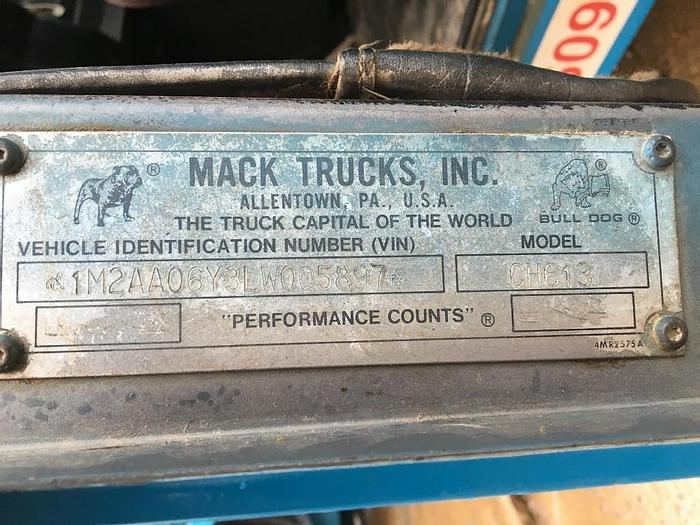 609
®
MACK TRUCKS, INC.
®
ALLENTOWN, PA., U.S.A.
THE TRUCK CAPITAL OF THE WORLD
BULL DOG ®
VEHICLE IDENTIFICATION NUMBER (VIN)
MODEL
1M2AA06Y3LW005897
CH613
"PERFORMANCE COUNTS" ®
4MR2575A